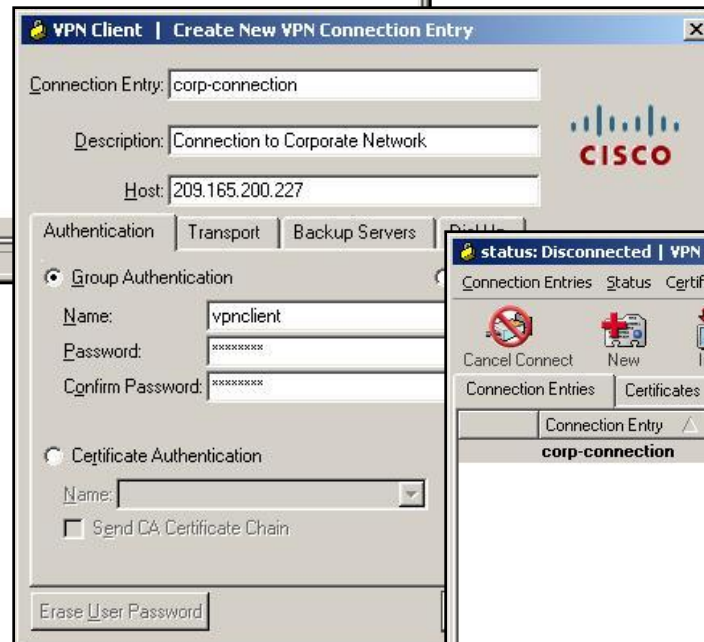 VPN Client | Create New VPN Connection Entry
Connection Entry: corp-connection
Description: Connection to Corporate Network
Host: 209.165.200.227
CISCO
Authentication Transport Backup Servers
Group Authentication
Name: vpnclient
Password: ********
Confirm Password: ********
Certificate Authentication
Name:
Send CA Certificate Chain
Erase User Password
status: Disconnected | VPN
Connection Entries Status
Cancel Connect New
Connection Entries Certificates
Connection Entry
corp-connection